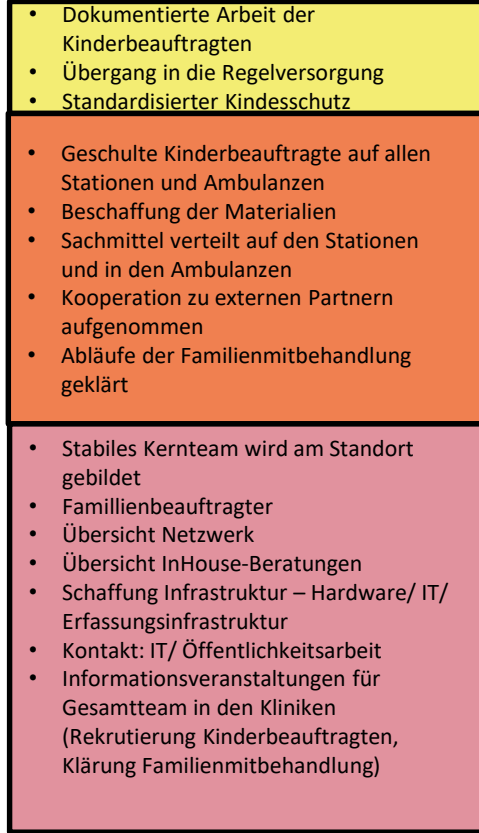 • Dokumentierte Arbeit der
Kinderbeauftragten
• Übergang in die Regelversorgung
• Standardisierter Kindesschutz
• Geschulte Kinderbeauftragte auf allen
Stationen und Ambulanzen
• Beschaffung der Materialien
• Sachmittel verteilt auf den Stationen
und in den Ambulanzen
• Kooperation zu externen Partnern
aufgenommen
• Abläufe der Familienmitbehandlung
geklärt
• Stabiles Kernteam wird am Standort
gebildet
• Famillienbeauftragter
• Übersicht Netzwerk
• Übersicht InHouse-Beratungen
• Schaffung Infrastruktur – Hardware/ IT/
Erfassungsinfrastruktur
• Kontakt: IT/ Öffentlichkeitsarbeit
• Informationsveranstaltungen für
Gesamtteam in den Kliniken
(Rekrutierung Kinderbeauftragten,
Klärung Familienmitbehandlung)